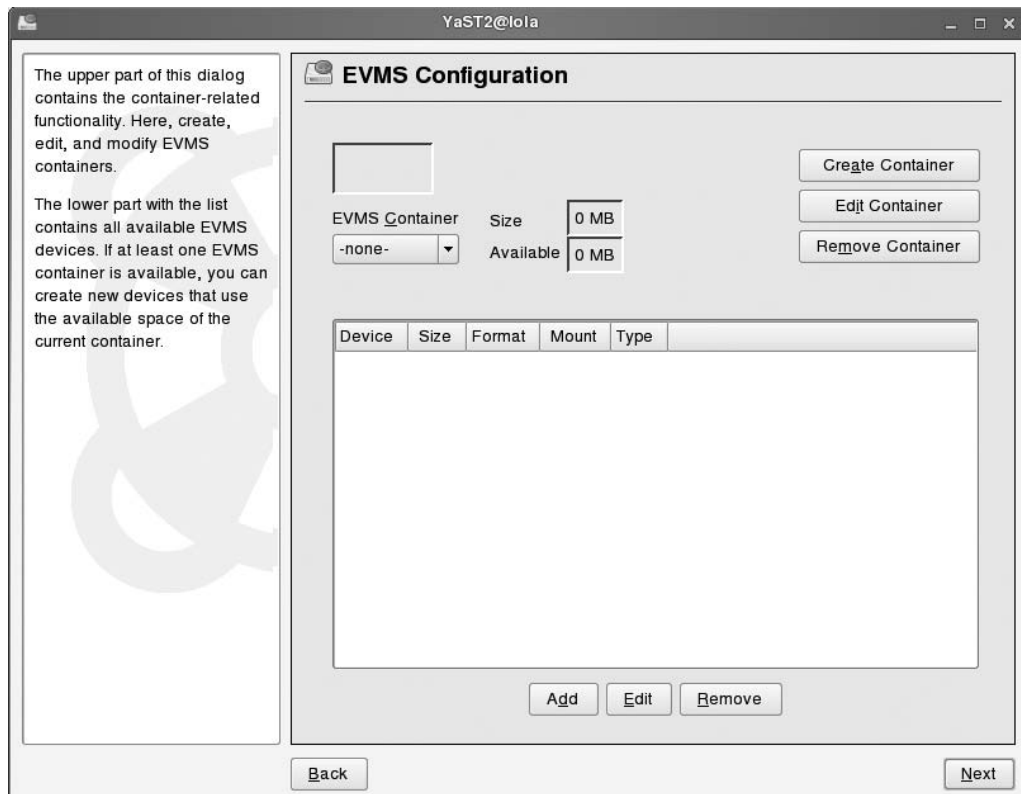 YaST2@lola
The upper part of this dialog
contains the container-related
functionality. Here, create,
edit, and modify EVMS
containers.
The lower part with the list
contains all available EVMS
devices. If at least one EVMS
container is available, you can
create new devices that use
the available space of the
current container.
EVMS Configuration
EVMS Container
-none-
Size
0 MB
Available
0 MB
Create Container
Edit Container
Remove Container
Device Size Format Mount Type
Add Edit Remove
Back Next